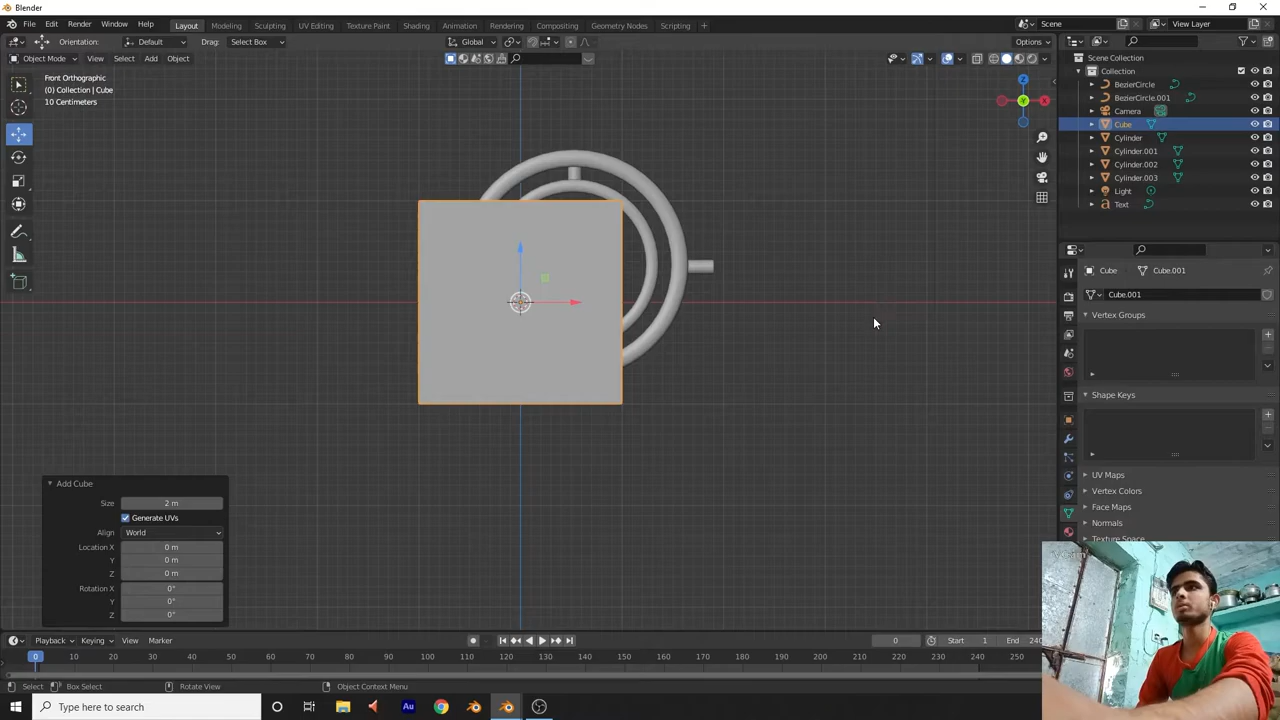 Blender
File Edit Render Window Help Layout Modeling Sculpting UV Editing Texture Paint Shading Animation Rendering Compositing Geometry Nodes Scripting + Scene View Layer
Orientation: Default Drag: Select Box Global Options
Object Mode View Select Add Object
Front Orthographic
(0) Collection | Cube
10 Centimeters
Z
Y
X
Scene Collection
Collection
BezierCircle
BezierCircle.001
Camera
Cube
Cylinder
Cylinder.001
Cylinder.002
Cylinder.003
Light
Text
Cube Cube.001
Cube.001
Vertex Groups
Shape Keys
UV Maps
Vertex Colors
Face Maps
Normals
Texture Space
Add Cube
Size 2 m
Generate UVs
Align World
Location X 0 m
Y 0 m
Z 0 m
Rotation X 0°
Y 0°
Z 0°
Playback Keying View Marker 0 Start 1 End 240
0 10 20 30 40 50 60 70 80 90 100 110 120 130 140 150 160 170 180 190 200 210 220 230 240 250
Select Box Select Rotate View Object Context Menu
Type here to search Au